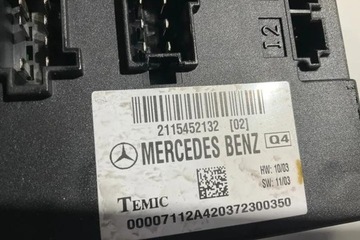 12
2115452132 [02]
MERCEDES BENZ Q4
HW: 10/03
SW: 11/03
TEMIC
00007112A420372300350